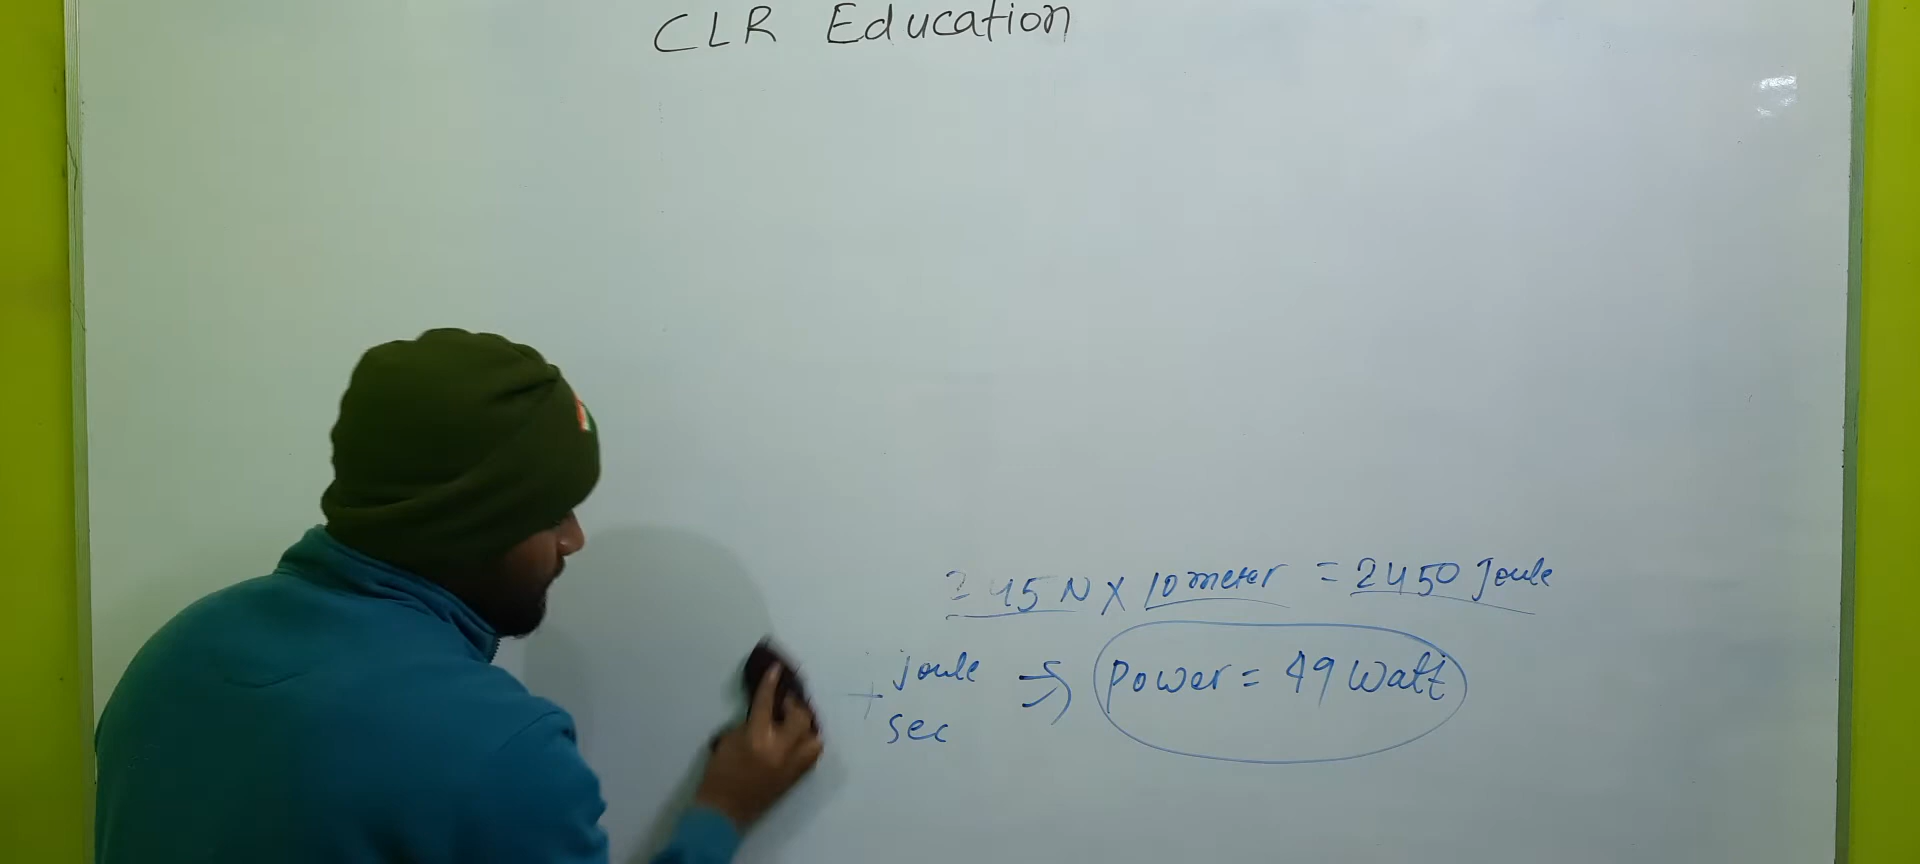 CLR Education
245 N X 10 meter = 2450 Joule
joule ⇒ Power = 49 Watt
sec